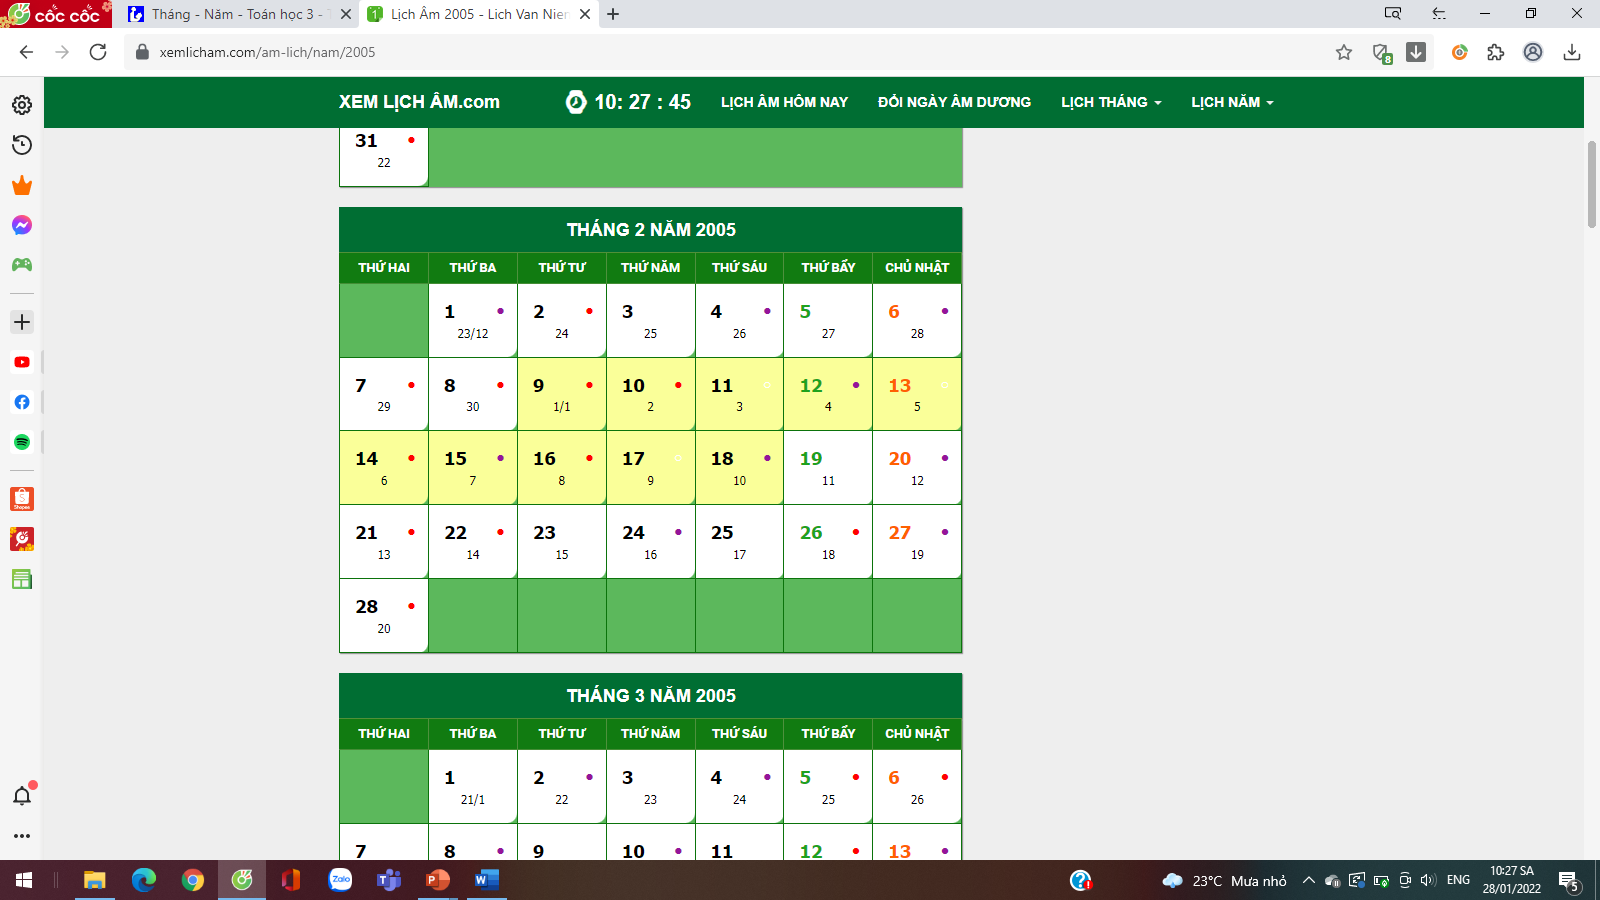 cốc cốc
Tháng - Năm - Toán học 3 - T
Lịch Âm 2005 - Lich Van Nien
xemlicham.com/am-lich/nam/2005
8
XEM LỊCH ÂM.com
10: 27 : 45
LỊCH ÂM HÔM NAY
ĐỔI NGÀY ÂM DƯƠNG
LỊCH THÁNG
LỊCH NĂM
31
22
THÁNG 2 NĂM 2005
THỨ HAI THỨ BA THỨ TƯ THỨ NĂM THỨ SÁU THỨ BẨY CHỦ NHẬT
1 2 3 4 5 6
23/12 24 25 26 27 28
7 8 9 10 11 12 13
29 30 1/1 2 3 4 5
14 15 16 17 18 19 20
6 7 8 9 10 11 12
21 22 23 24 25 26 27
13 14 15 16 17 18 19
28
20
THÁNG 3 NĂM 2005
THỨ HAI THỨ BA THỨ TƯ THỨ NĂM THỨ SÁU THỨ BẨY CHỦ NHẬT
1 2 3 4 5 6
21/1 22 23 24 25 26
7 8 9 10 11 12 13
Shopee
Zalo
23°C Mưa nhỏ
ENG
10:27 SA
28/01/2022
5